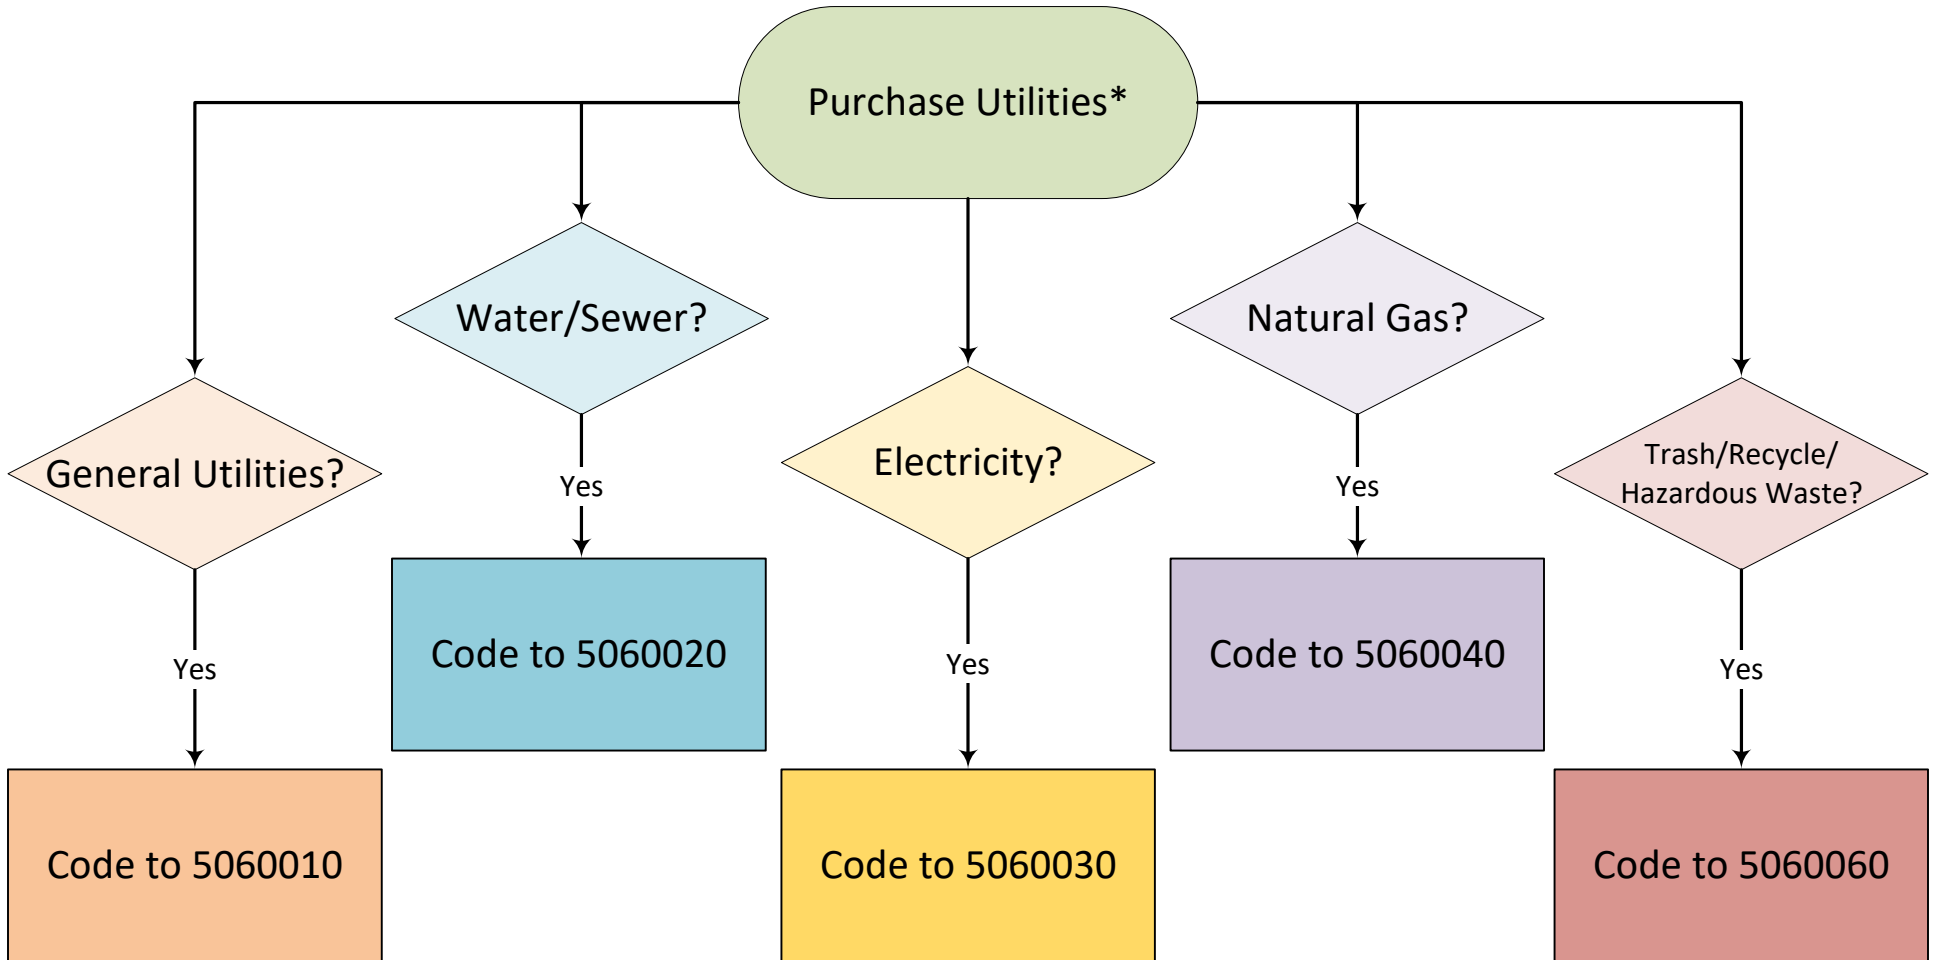 Purchase Utilities*
Water/Sewer?
Natural Gas?
General Utilities?
Electricity?
Trash/Recycle/
Hazardous Waste?
Yes
Yes
Yes
Yes
Yes
Code to 5060020
Code to 5060040
Code to 5060010
Code to 5060030
Code to 5060060